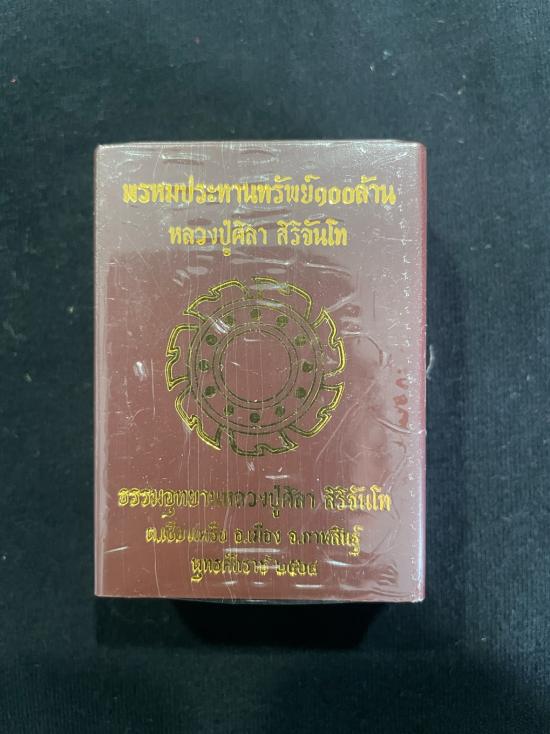 พรหมประทานทรัพย์๑๐๐ล้าน
หลวงปู่ศิลา สิริจันโท
ธรรมอุทยานหลวงปู่ศิลา สิริจันโท
ต.เชียงเครือ อ.เมือง จ.กาฬสินธุ์
พุทธศักราช ๒๕๖๔